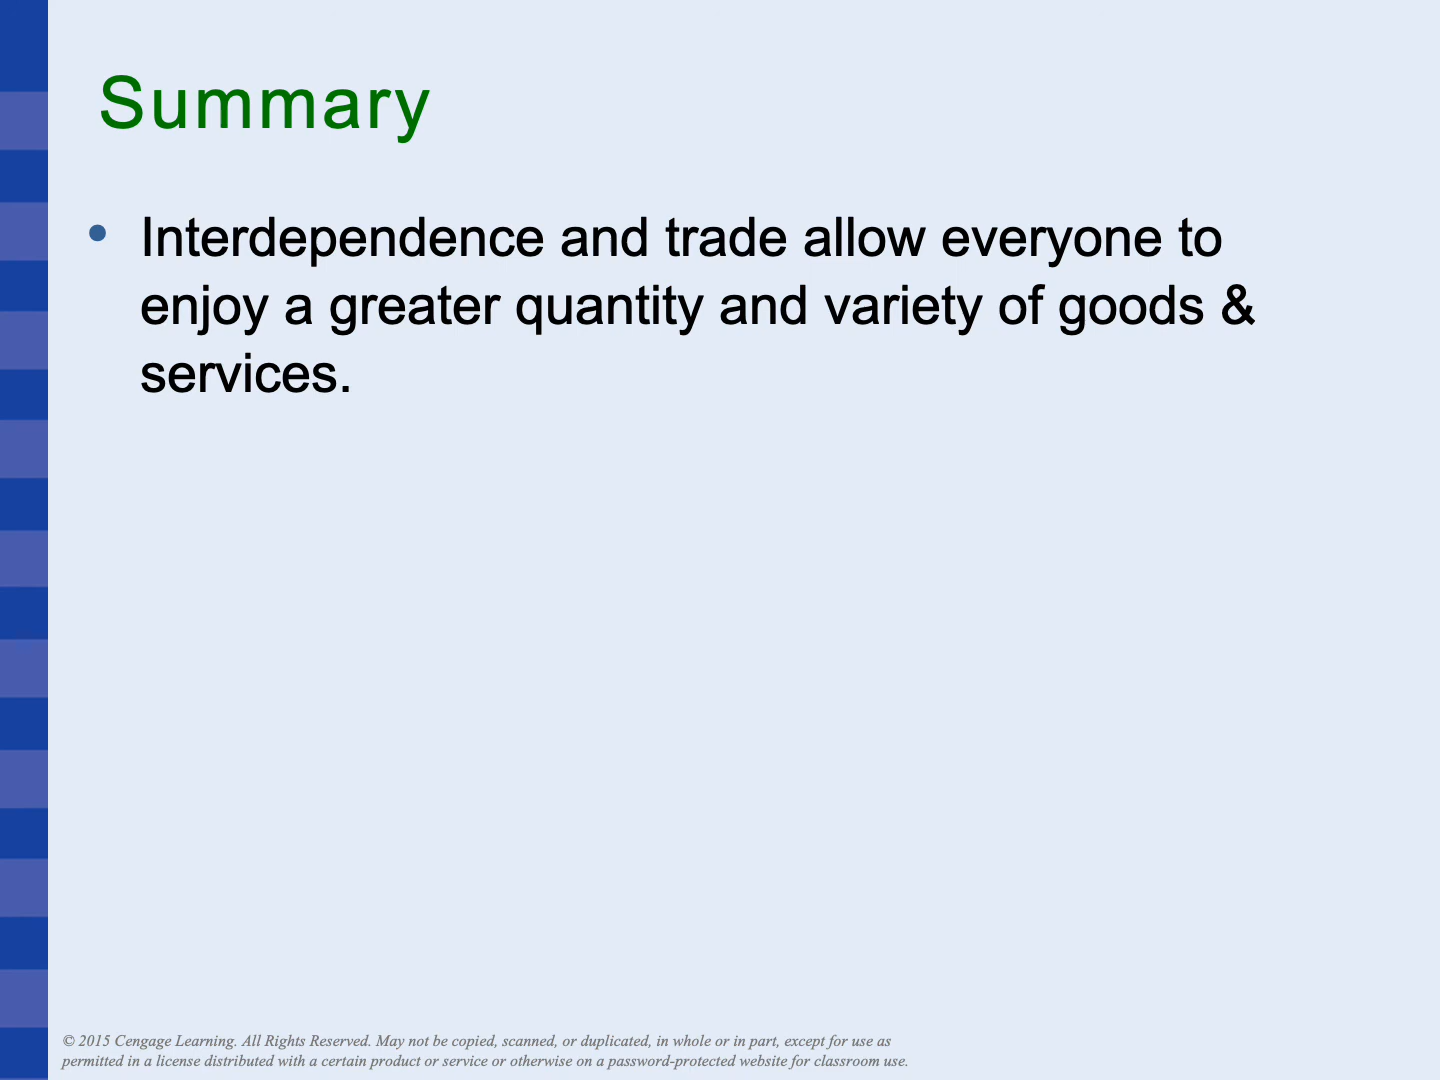 Summary
• Interdependence and trade allow everyone to
enjoy a greater quantity and variety of goods &
services.
© 2015 Cengage Learning. All Rights Reserved. May not be copied, scanned, or duplicated, in whole or in part, except for use as
permitted in a license distributed with a certain product or service or otherwise on a password-protected website for classroom use.